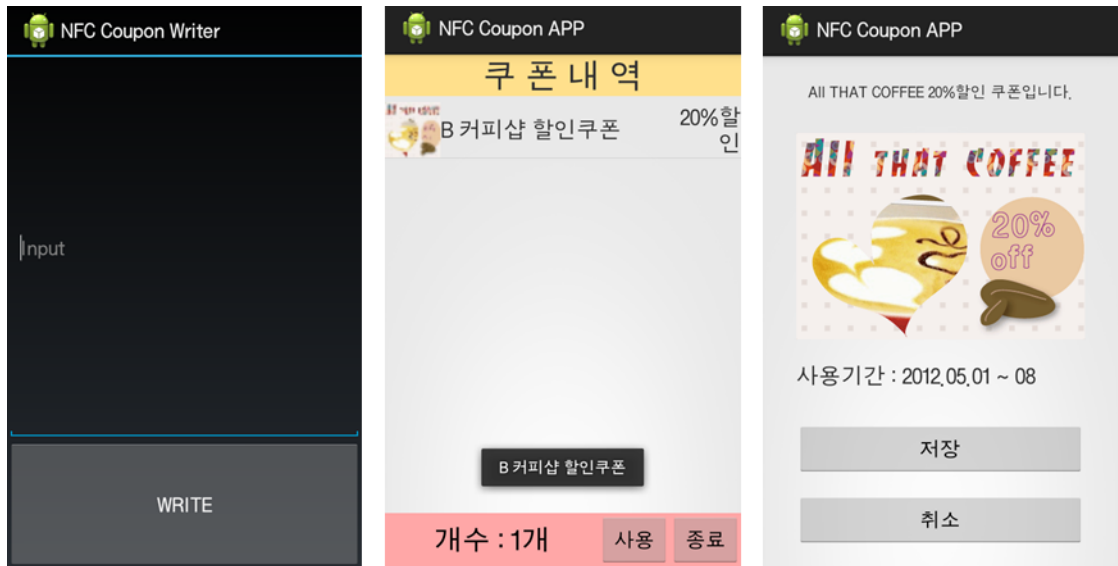 NFC Coupon Writer
Input
WRITE
NFC Coupon APP
쿠 폰 내 역
B 커피샵 할인쿠폰
20%할
인
B 커피샵 할인쿠폰
개수 : 1개
사용
종료
NFC Coupon APP
All THAT COFFEE 20%할인 쿠폰입니다.
All THAT COFFEE
20%
off
사용기간 : 2012.05.01 ~ 08
저장
취소